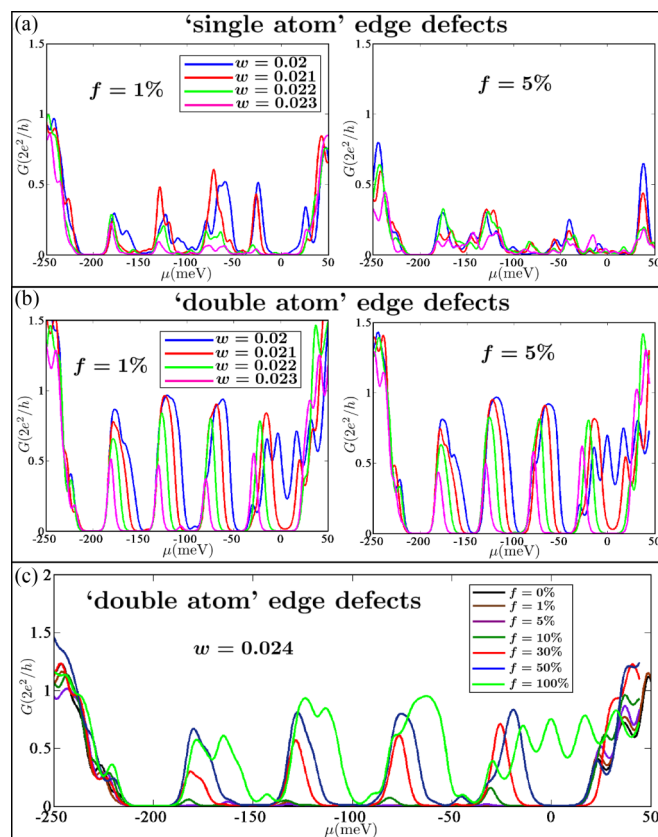 (a) 'single atom' edge defects
1.5
1
0.5
0
G(2e²/h)
f = 1%
w = 0.02
w = 0.021
w = 0.022
w = 0.023
-250 -200 -150 -100 -50 0 50
μ(meV)
1.5
1
0.5
0
G(2e²/h)
f = 5%
-250 -200 -150 -100 -50 0 50
μ(meV)
(b) 'double atom' edge defects
1.5
1
0.5
0
G(2e²/h)
f = 1%
w = 0.02
w = 0.021
w = 0.022
w = 0.023
-250 -200 -150 -100 -50 0 50
μ(meV)
1.5
1
0.5
0
G(2e²/h)
f = 5%
-250 -200 -150 -100 -50 0 50
μ(meV)
(c)
'double atom' edge defects
w = 0.024
2
1.5
1
0.5
0
G(2e²/h)
f = 0%
f = 1%
f = 5%
f = 10%
f = 30%
f = 50%
f = 100%
-250 -200 -150 -100 -50 0 50
μ(meV)